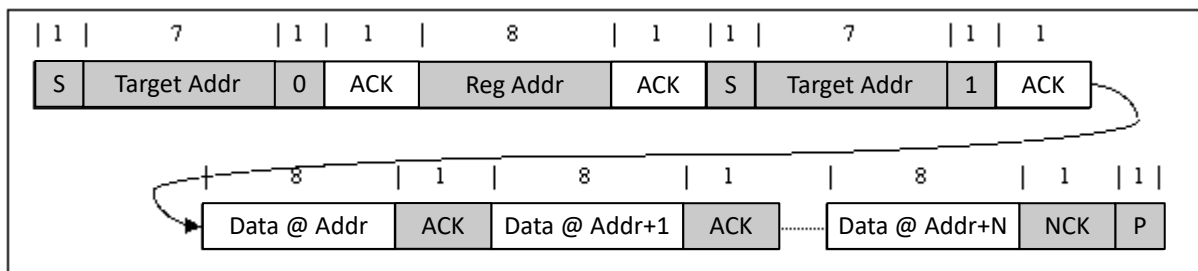 | 1 | 7 | 1 | 1 | 8 | 1 | 1 | 7 | 1 | 1
S Target Addr 0 ACK Reg Addr ACK S Target Addr 1 ACK
| 8 | 1 | 8 | 1 | 8 | 1 | 1 |
Data @ Addr ACK Data @ Addr+1 ACK Data @ Addr+N NCK P